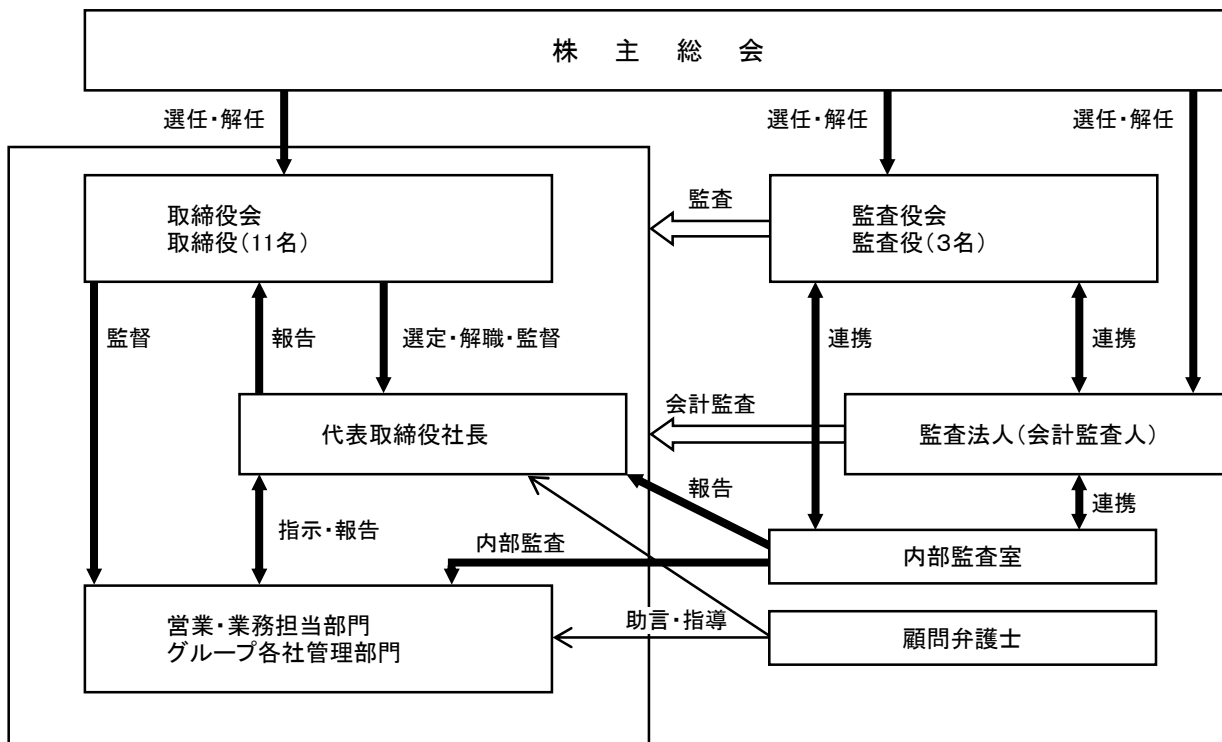 株 主 総 会
選任・解任
選任・解任
選任・解任
取締役会
取締役（11名）
監査
監査役会
監査役（３名）
監督
報告
選定・解職・監督
連携
連携
代表取締役社長
会計監査
監査法人（会計監査人）
報告
連携
指示・報告
内部監査
内部監査室
営業・業務担当部門
グループ各社管理部門
助言・指導
顧問弁護士